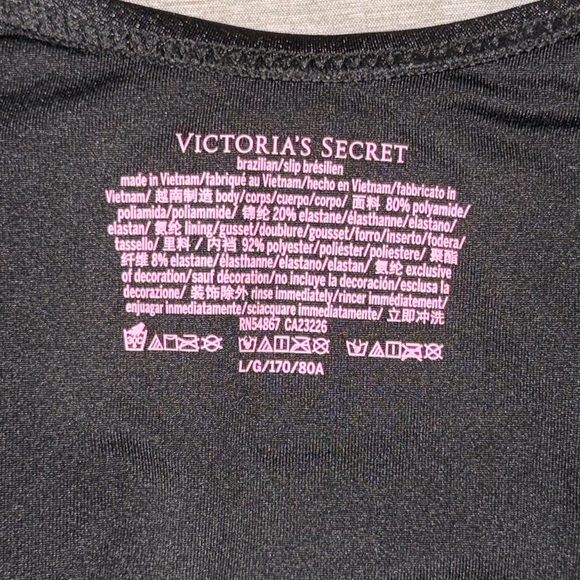 VICTORIA'S SECRET
brazilian/slip brésilien
made in Vietnam/fabriqué au Vietnam/hecho en Vietnam/fabbricato in
Vietnam/ 越南制造 body/corps/cuerpo/corpo/ 面料 80% polyamide/
poliamida/poliammide/ 锦纶 20% elastane/élasthanne/elastano/
elastan/ 氨纶 lining/gusset/doublure/gousset/forro/inserto/fodera/
tassello/ 里料 / 内裆 92% polyester/poliéster/poliestere/ 聚酯
纤维 8% elastane/élasthanne/elastano/elastan/ 氨纶 exclusive
of decoration/sauf décoration/no incluye la decoración/esclusa la
decorazione/ 装饰除外 rinse immediately/rincer immédiatement/
enjuagar inmediatamente/sciacquare immediatamente/ 立即冲洗
RN54867 CA23226
30C
L/G/170/80A